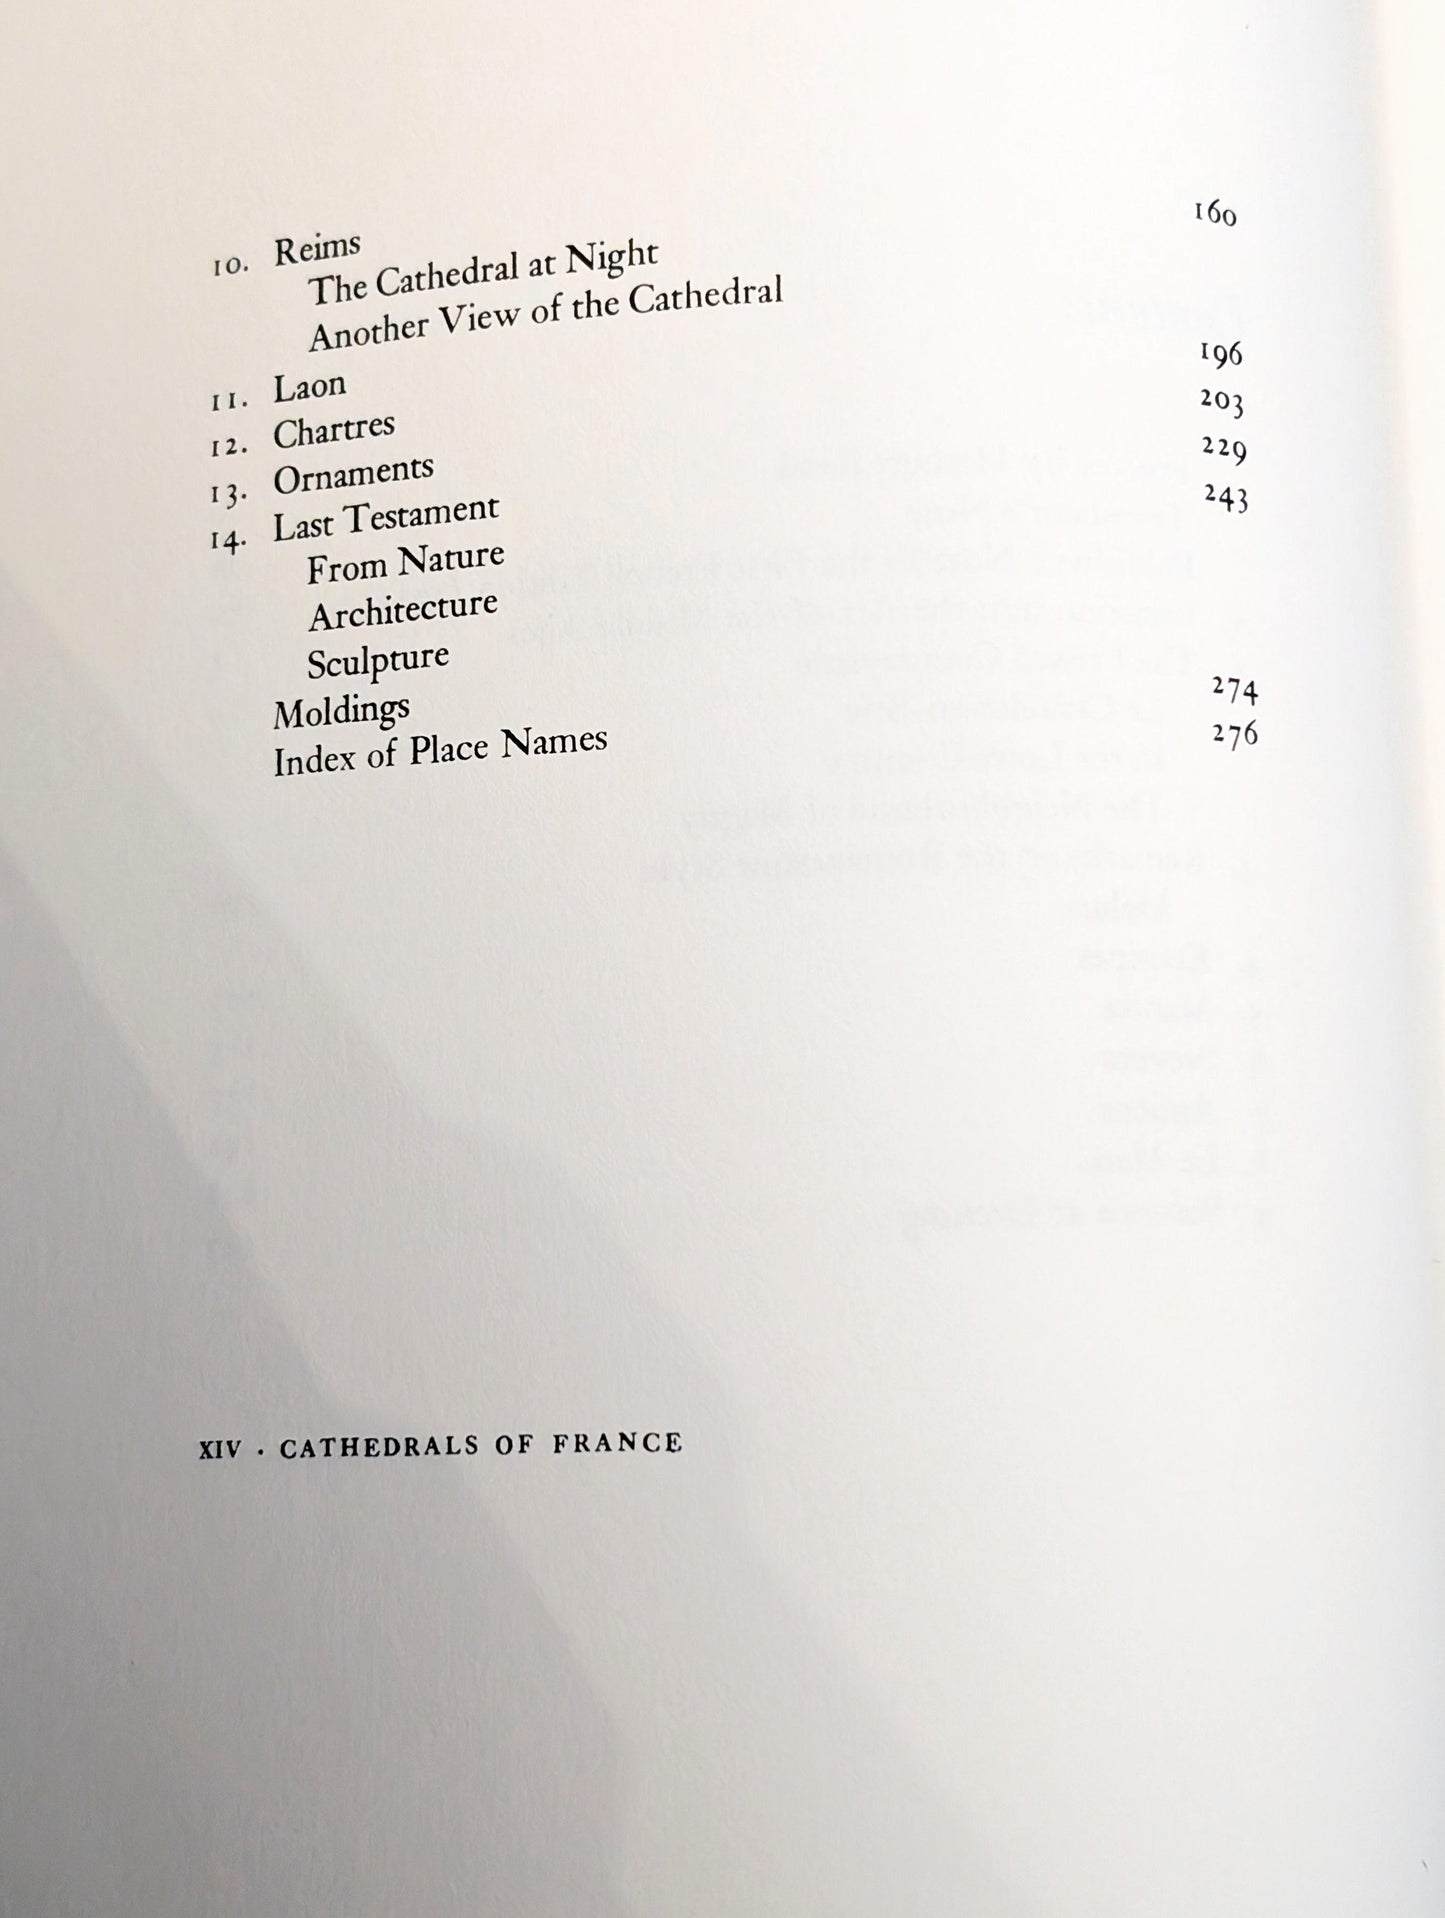 10. Reims 160
The Cathedral at Night
Another View of the Cathedral
11. Laon 196
12. Chartres 203
13. Ornaments 229
14. Last Testament 243
From Nature
Architecture
Sculpture
Moldings 274
Index of Place Names 276
XIV · CATHEDRALS OF FRANCE